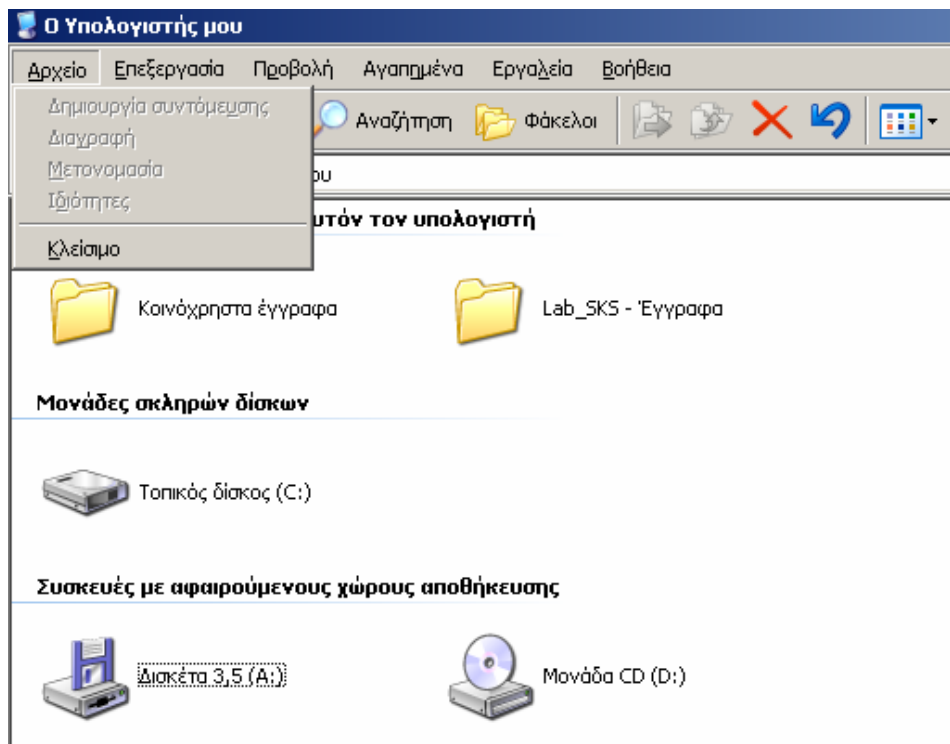 Ο Υπολογιστής μου
Αρχείο Επεξεργασία Προβολή Αγαπημένα Εργαλεία Βοήθεια
Δημιουργία συντόμευσης
Διαγραφή
Μετονομασία
Ιδιότητες
Κλείσιμο
Αναζήτηση Φάκελοι
ου
υτόν τον υπολογιστή
Κοινόχρηστα έγγραφα Lab_SKS - Έγγραφα
Μονάδες σκληρών δίσκων
Τοπικός δίσκος (C:)
Συσκευές με αφαιρούμενους χώρους αποθήκευσης
Δισκέτα 3,5 (A:) Μονάδα CD (D:)